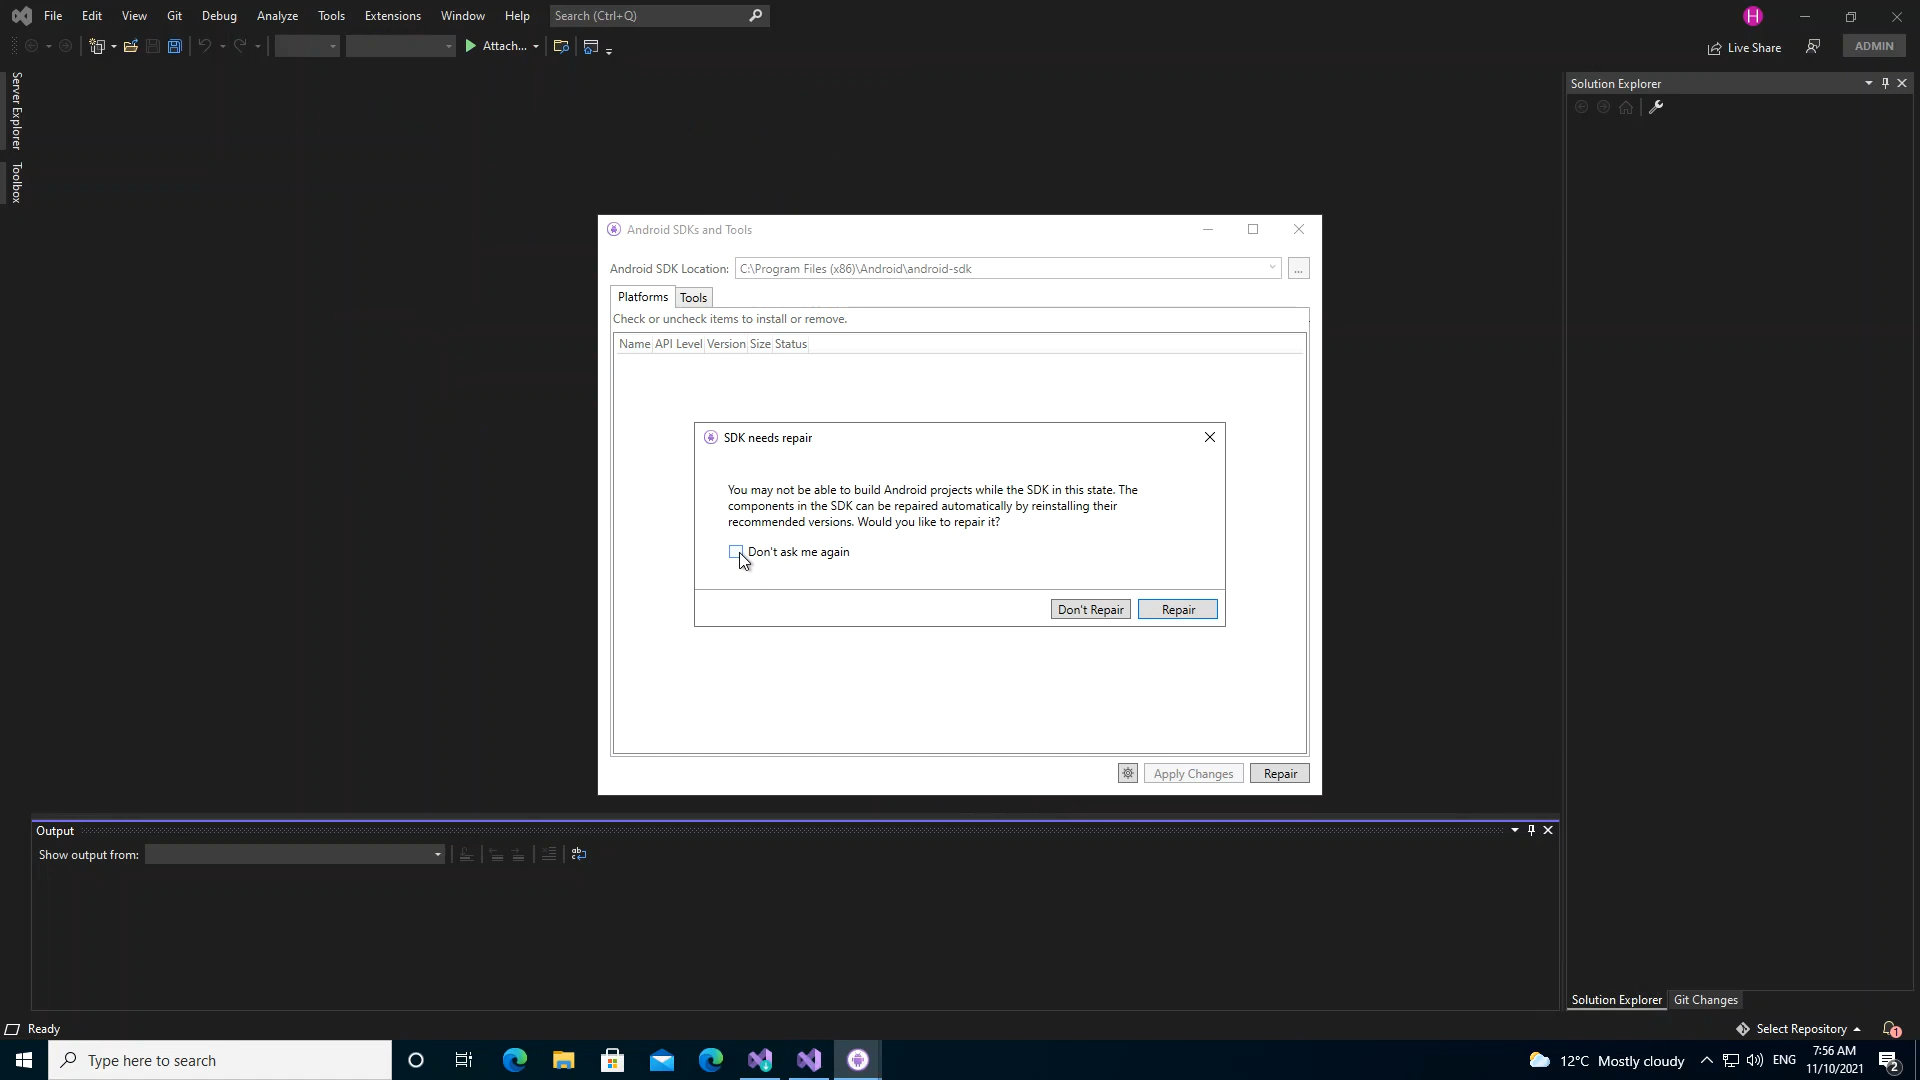 File Edit View Git Debug Analyze Tools Extensions Window Help Search (Ctrl+Q)
H
Attach...
Live Share
ADMIN
Server Explorer
Toolbox
Solution Explorer
Android SDKs and Tools
Android SDK Location: C:\Program Files (x86)\Android\android-sdk ...
Platforms Tools
Check or uncheck items to install or remove.
Name API Level Version Size Status
SDK needs repair
You may not be able to build Android projects while the SDK in this state. The
components in the SDK can be repaired automatically by reinstalling their
recommended versions. Would you like to repair it?
Don't ask me again
Don't Repair Repair
Apply Changes Repair
Output
Show output from:
Solution Explorer Git Changes
Ready
Select Repository
1
Type here to search
12°C Mostly cloudy
ENG
7:56 AM
11/10/2021
2